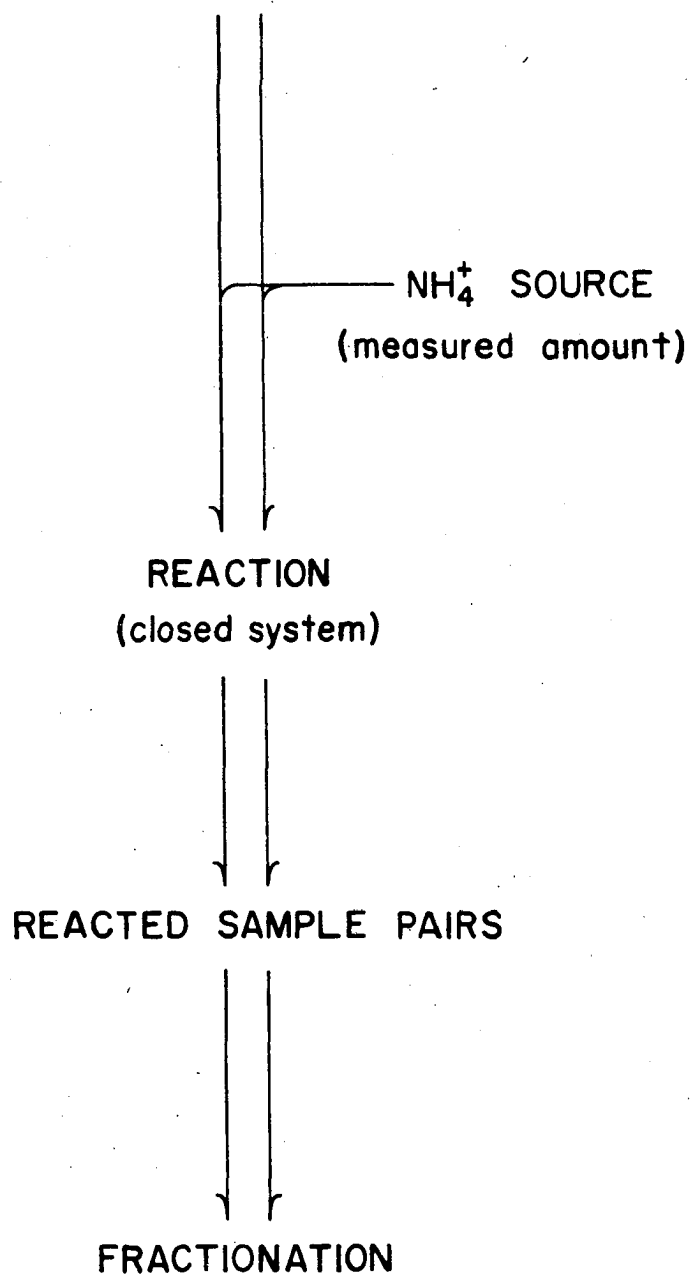 NH₄⁺ SOURCE
(measured amount)
REACTION
(closed system)
REACTED SAMPLE PAIRS
FRACTIONATION